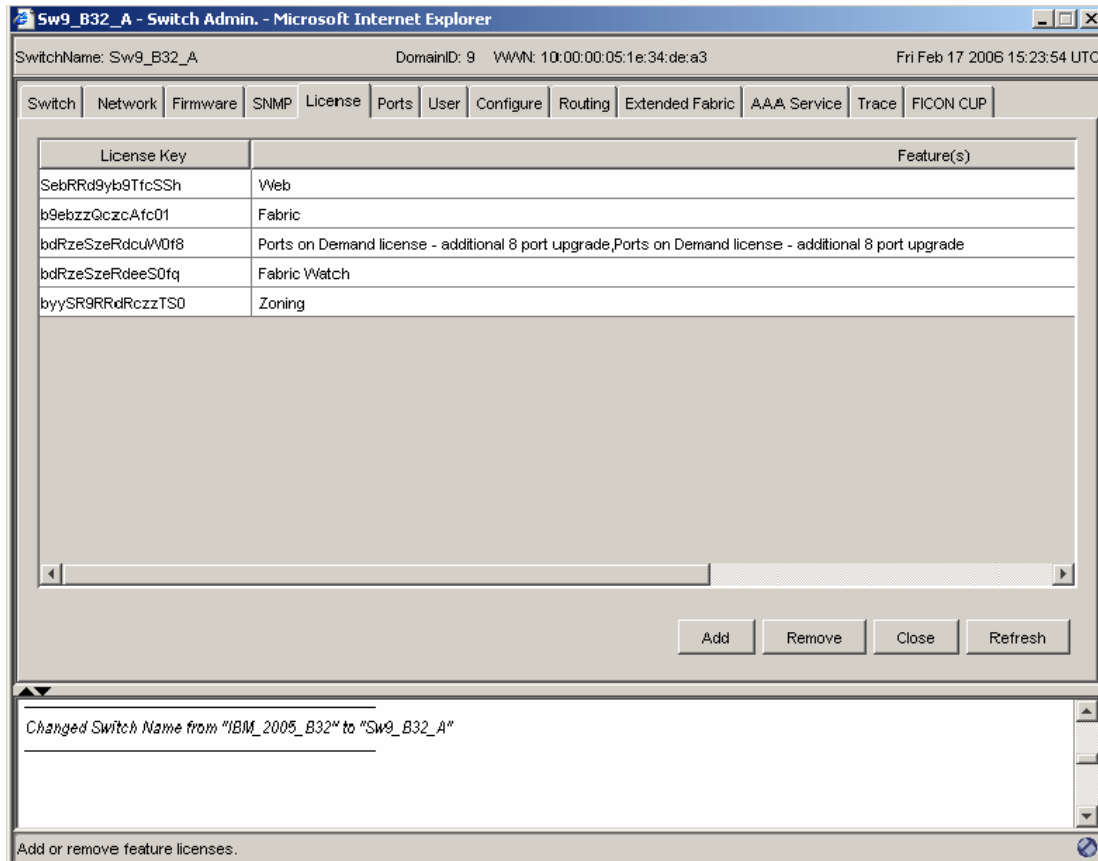 Sw9_B32_A - Switch Admin. - Microsoft Internet Explorer
SwitchName: Sw9_B32_A DomainID: 9 WWN: 10:00:00:05:1e:34:de:a3 Fri Feb 17 2006 15:23:54 UTC
Switch Network Firmware SNMP License Ports User Configure Routing Extended Fabric AAA Service Trace FICON CUP
License Key Feature(s)
SebRRd9yb9TfcSSh Web
b9ebzzQczcAfc01 Fabric
bdRzeSzeRdcuW0f8 Ports on Demand license - additional 8 port upgrade,Ports on Demand license - additional 8 port upgrade
bdRzeSzeRdeeS0fq Fabric Watch
byySR9RRdRczzTS0 Zoning
Add Remove Close Refresh
Changed Switch Name from "IBM_2005_B32" to "Sw9_B32_A"
Add or remove feature licenses.